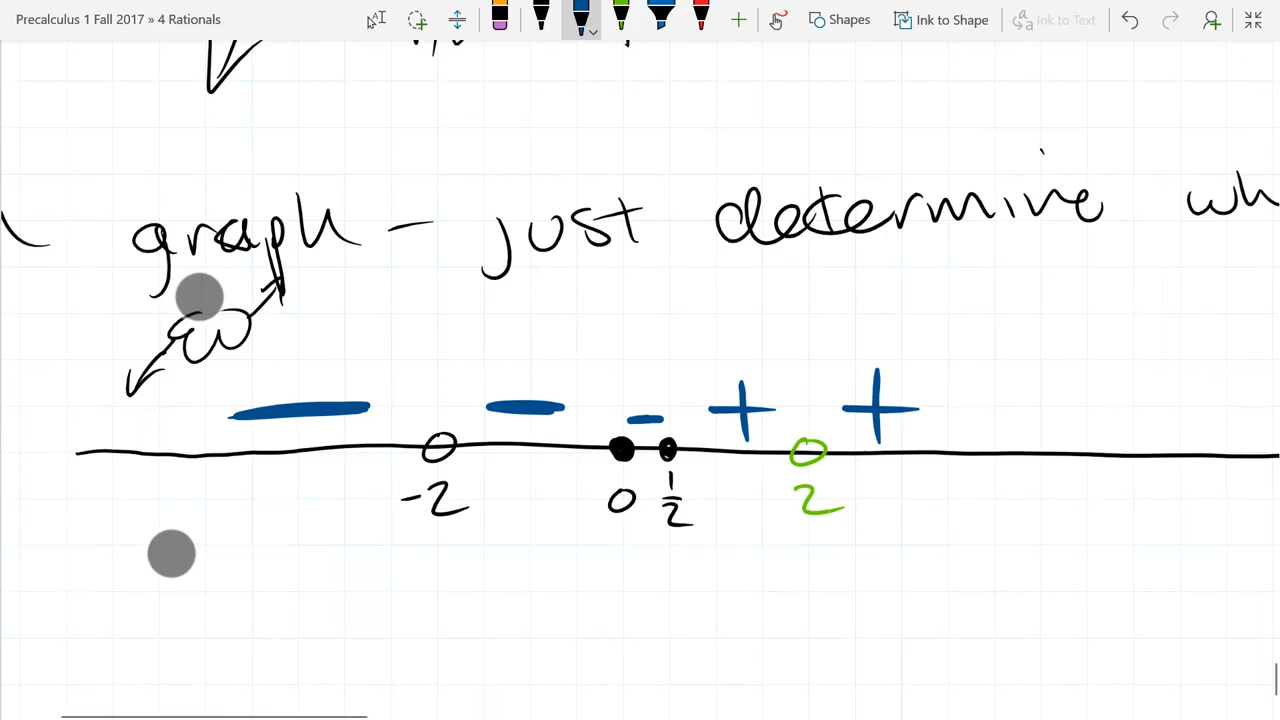 Precalculus 1 Fall 2017 » 4 Rationals
Shapes
Ink to Shape
Ink to Text
graph - just determine wh
EV
- - - + +
-2 0 1/2 2